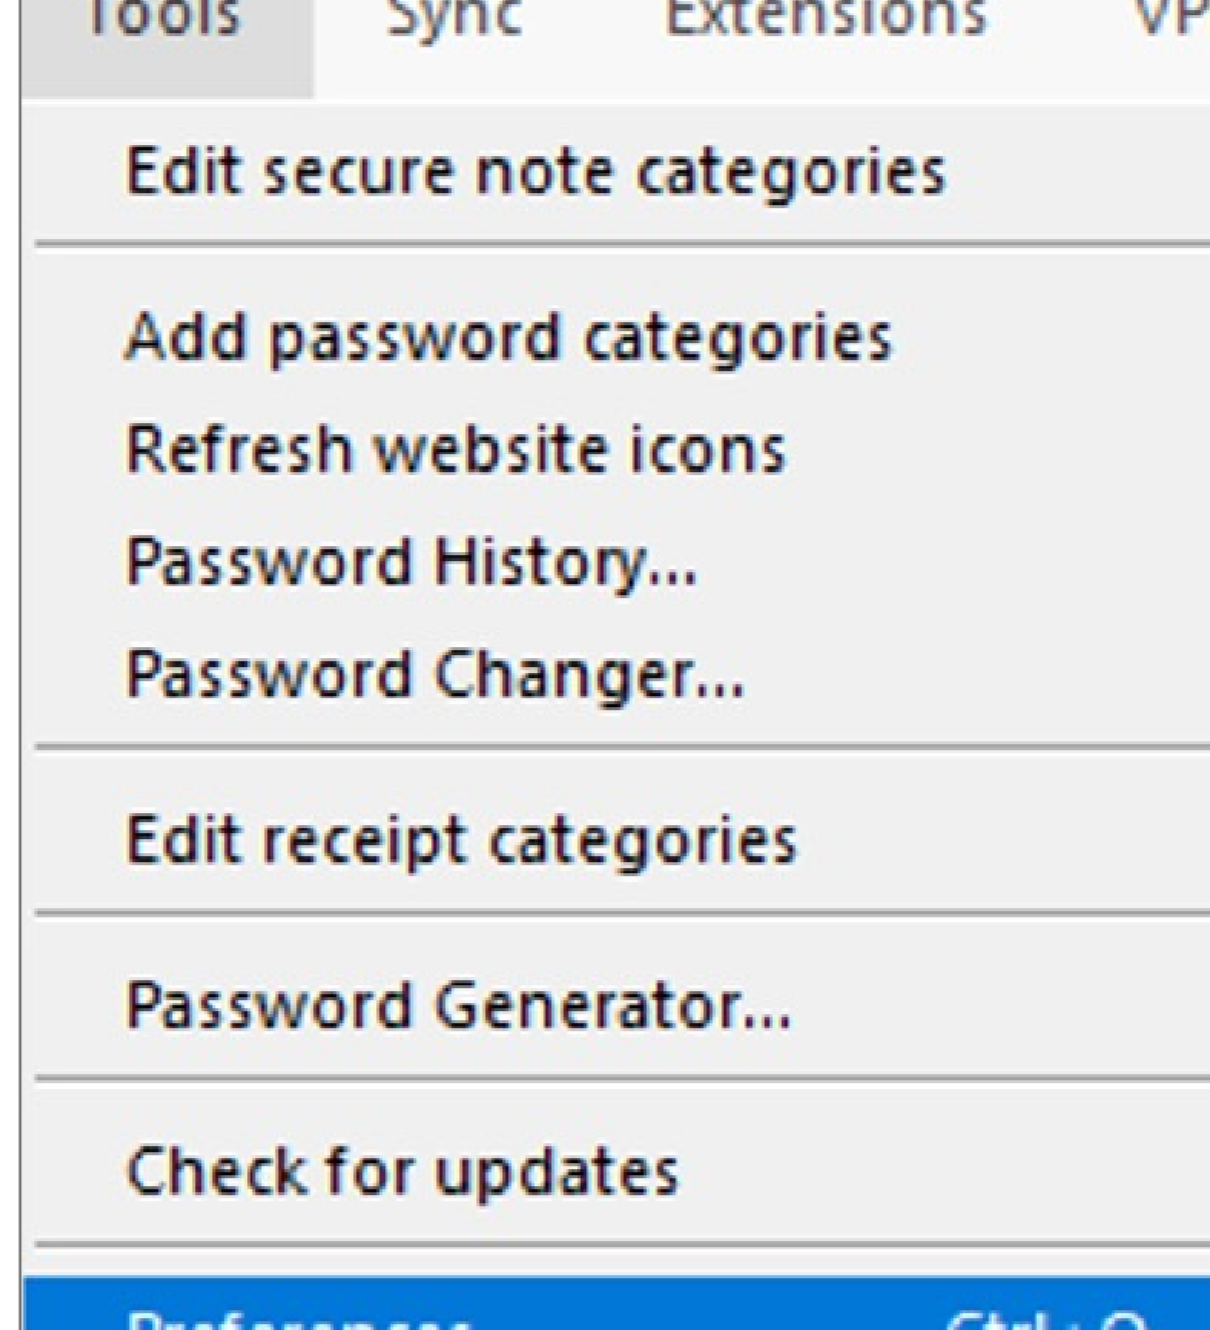 Tools Sync Extensions
Edit secure note categories
Add password categories
Refresh website icons
Password History...
Password Changer...
Edit receipt categories
Password Generator...
Check for updates
Preferences